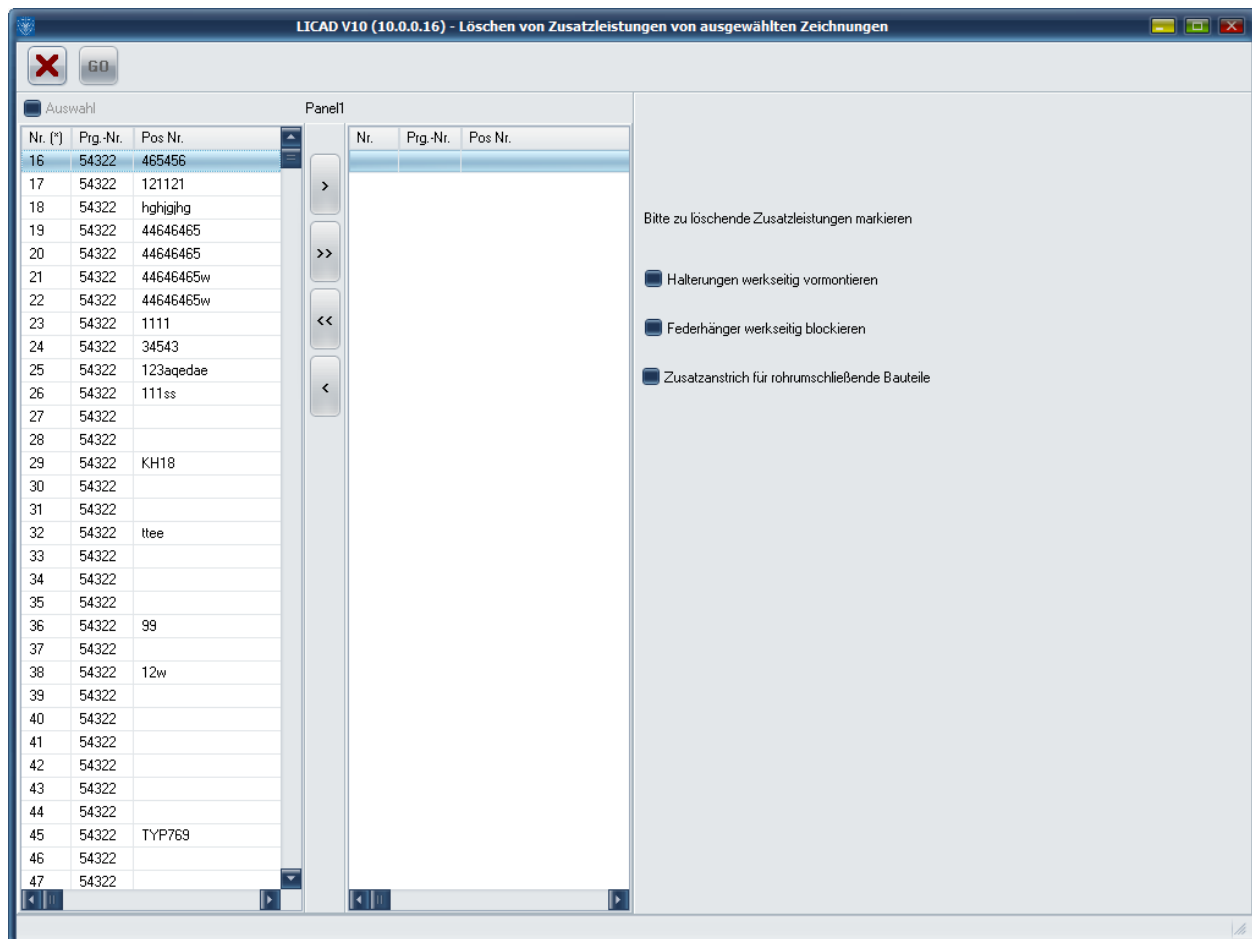 LICAD V10 (10.0.0.16) - Löschen von Zusatzleistungen von ausgewählten Zeichnungen
GO
Auswahl
Panel1
Nr. (*) Prg.-Nr. Pos Nr.
16 54322 465456
17 54322 121121
18 54322 hghjgjhg
19 54322 44646465
20 54322 44646465
21 54322 44646465w
22 54322 44646465w
23 54322 1111
24 54322 34543
25 54322 123aqedae
26 54322 111ss
27 54322
28 54322
29 54322 KH18
30 54322
31 54322
32 54322 ttee
33 54322
34 54322
35 54322
36 54322 99
37 54322
38 54322 12w
39 54322
40 54322
41 54322
42 54322
43 54322
44 54322
45 54322 TYP769
46 54322
47 54322
>
>>
<<
<
Nr. Prg.-Nr. Pos Nr.
Bitte zu löschende Zusatzleistungen markieren
Halterungen werkseitig vormontieren
Federhänger werkseitig blockieren
Zusatzanstrich für rohrumschließende Bauteile